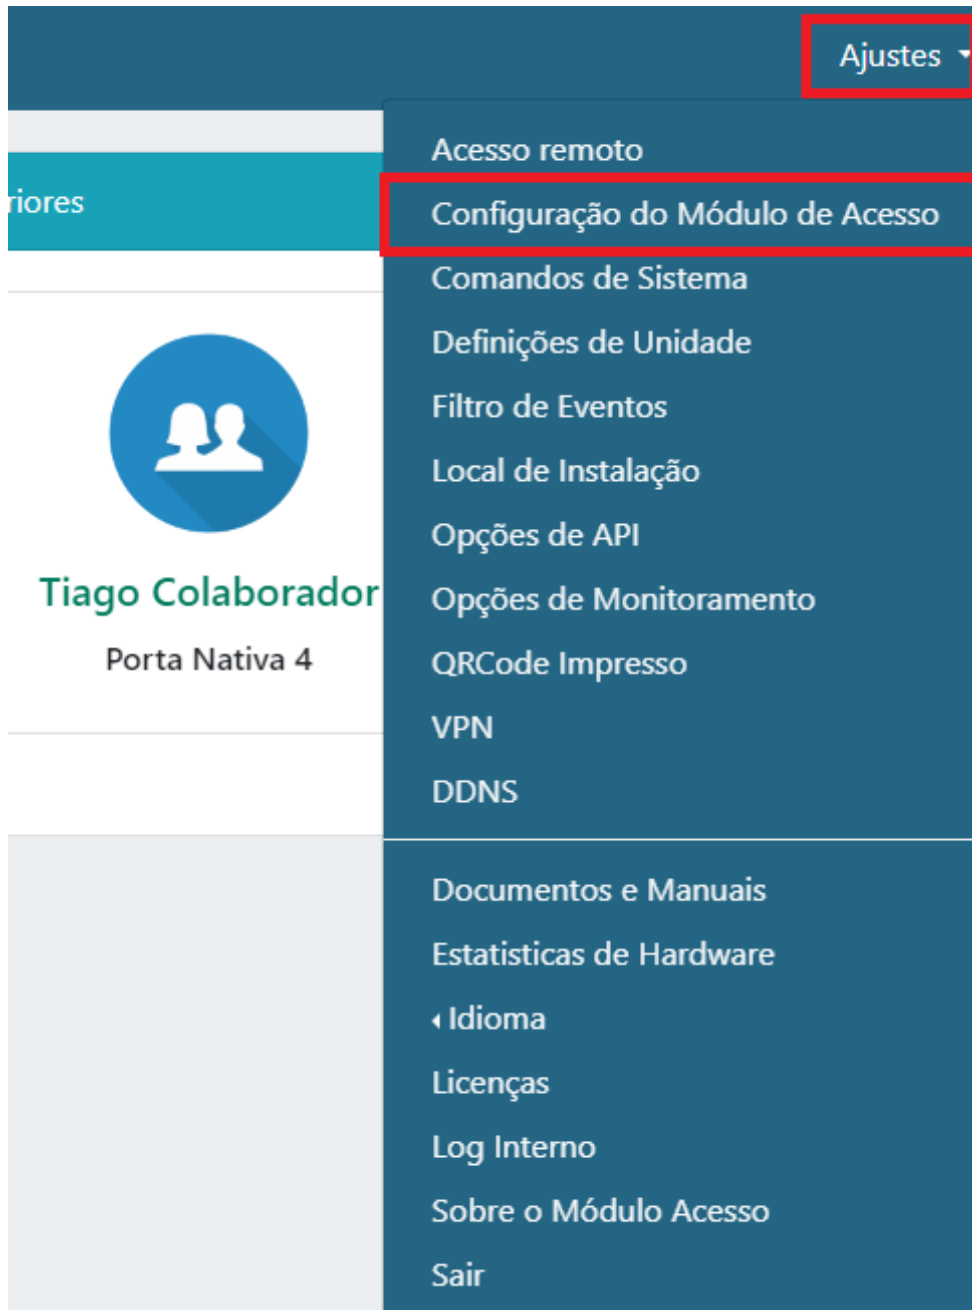 Ajustes
riores
Tiago Colaborador
Porta Nativa 4
Acesso remoto
Configuração do Módulo de Acesso
Comandos de Sistema
Definições de Unidade
Filtro de Eventos
Local de Instalação
Opções de API
Opções de Monitoramento
QRCode Impresso
VPN
DDNS
Documentos e Manuais
Estatisticas de Hardware
Idioma
Licenças
Log Interno
Sobre o Módulo Acesso
Sair